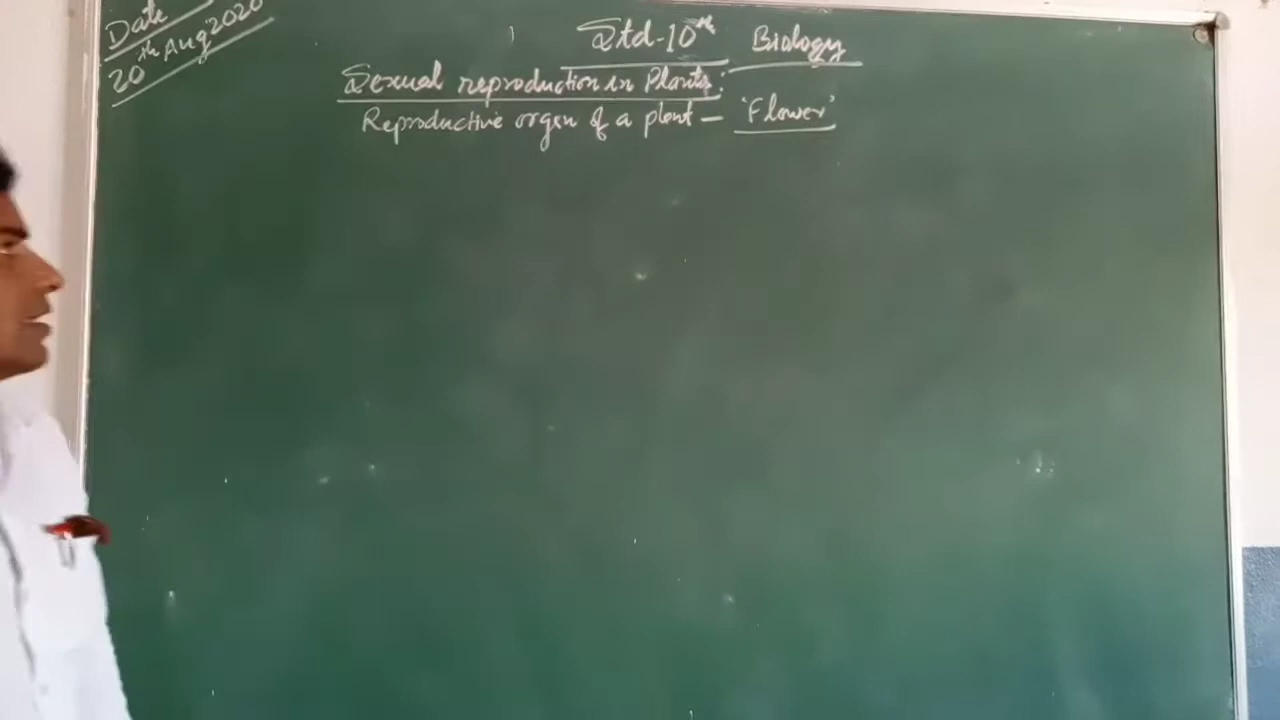 Date
20th Aug 2020
Std-10th Biology
Sexual reproduction in Plants:
Reproductive organ of a plant - 'Flower'